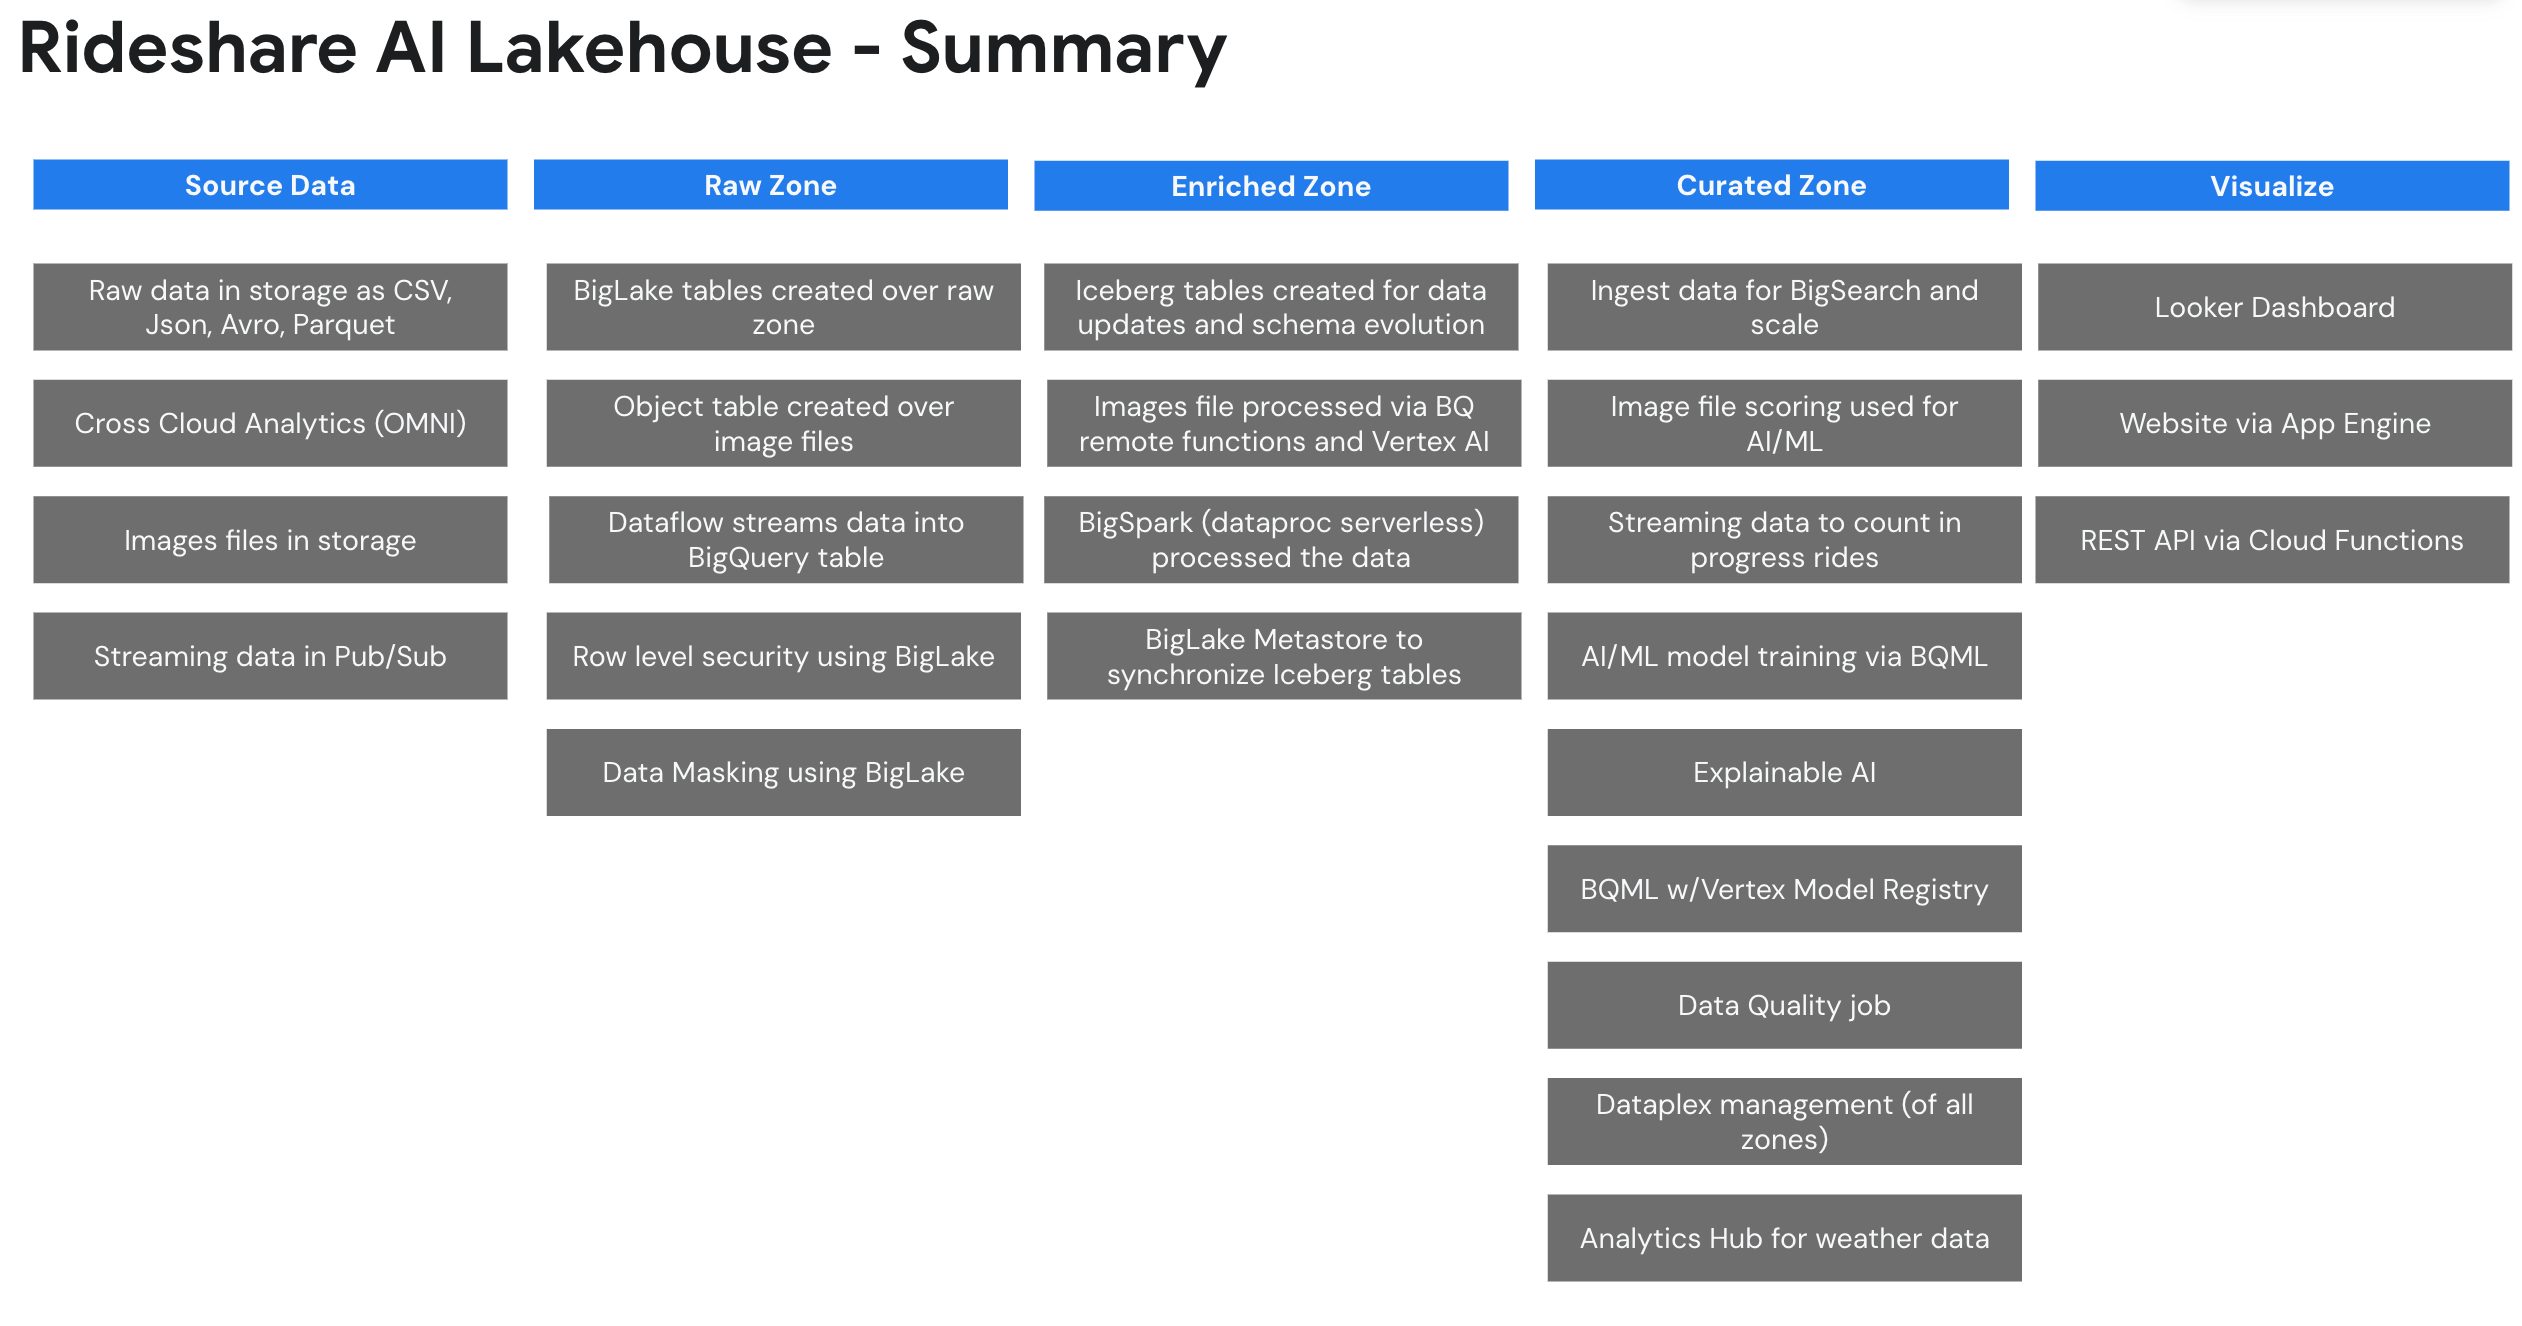 Rideshare AI Lakehouse - Summary
Source Data
Raw data in storage as CSV,
Json, Avro, Parquet
Cross Cloud Analytics (OMNI)
Images files in storage
Streaming data in Pub/Sub
Raw Zone
BigLake tables created over raw
zone
Object table created over
image files
Dataflow streams data into
BigQuery table
Row level security using BigLake
Data Masking using BigLake
Enriched Zone
Iceberg tables created for data
updates and schema evolution
Images file processed via BQ
remote functions and Vertex AI
BigSpark (dataproc serverless)
processed the data
BigLake Metastore to
synchronize Iceberg tables
Curated Zone
Ingest data for BigSearch and
scale
Image file scoring used for
AI/ML
Streaming data to count in
progress rides
AI/ML model training via BQML
Explainable AI
BQML w/Vertex Model Registry
Data Quality job
Dataplex management (of all
zones)
Analytics Hub for weather data
Visualize
Looker Dashboard
Website via App Engine
REST API via Cloud Functions